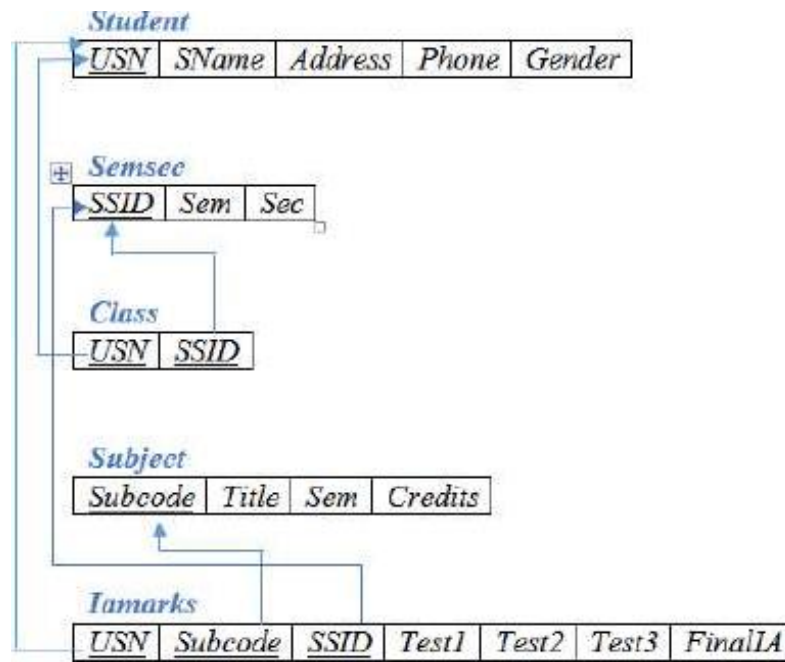 Student
USN SName Address Phone Gender
Semsec
SSID Sem Sec
Class
USN SSID
Subject
Subcode Title Sem Credits
Iamarks
USN Subcode SSID Test1 Test2 Test3 FinalIA